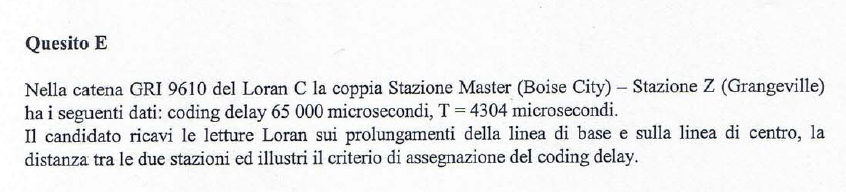 Quesito E
Nella catena GRI 9610 del Loran C la coppia Stazione Master (Boise City) – Stazione Z (Grangeville)
ha i seguenti dati: coding delay 65 000 microsecondi, T = 4304 microsecondi.
Il candidato ricavi le letture Loran sui prolungamenti della linea di base e sulla linea di centro, la
distanza tra le due stazioni ed illustri il criterio di assegnazione del coding delay.